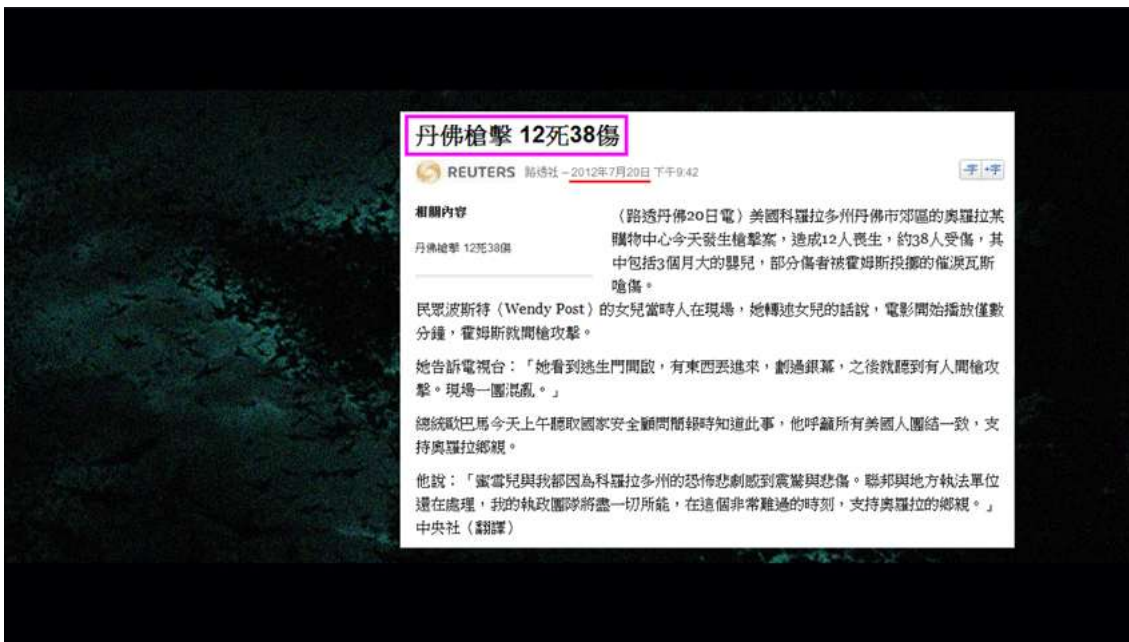 丹佛槍擊 12死38傷
REUTERS 路透社 – 2012年7月20日 下午9:42
-字 +字
相關內容
丹佛槍擊 12死38傷
（路透丹佛20日電）美國科羅拉多州丹佛市郊區的奧羅拉某
購物中心今天發生槍擊案，造成12人喪生，約38人受傷，其
中包括3個月大的嬰兒，部分傷者被霍姆斯投擲的催淚瓦斯
嗆傷。
民眾波斯特（Wendy Post）的女兒當時人在現場，她轉述女兒的話說，電影開始播放僅數
分鐘，霍姆斯就開槍攻擊。
她告訴電視台：「她看到逃生門開啟，有東西丟進來，劃過銀幕，之後就聽到有人開槍攻
擊。現場一團混亂。」
總統歐巴馬今天上午聽取國家安全顧問簡報時知道此事，他呼籲所有美國人團結一致，支
持奧羅拉鄉親。
他說：「蜜雪兒與我都因為科羅拉多州的恐怖悲劇感到震驚與悲傷。聯邦與地方執法單位
還在處理，我的執政團隊將盡一切所能，在這個非常難過的時刻，支持奧羅拉的鄉親。」
中央社（翻譯）